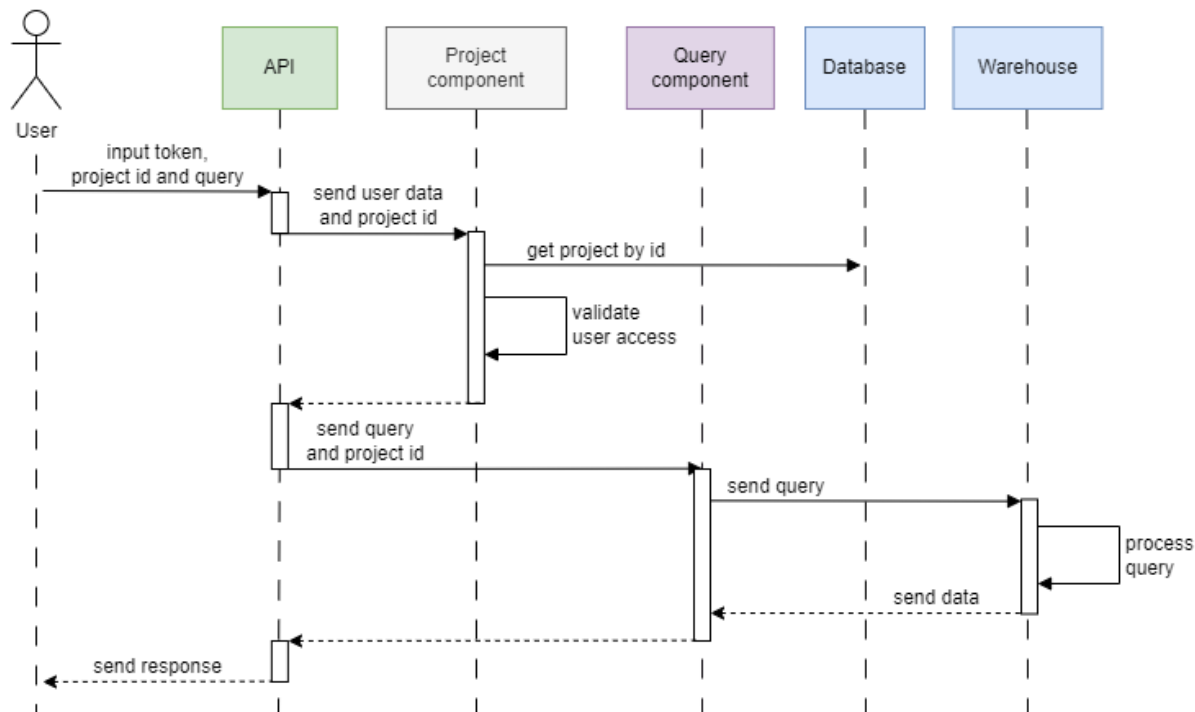 API
Project
component
Query
component
Database
Warehouse
User
input token,
project id and query
send user data
and project id
get project by id
validate
user access
send query
and project id
send query
process
query
send data
send response